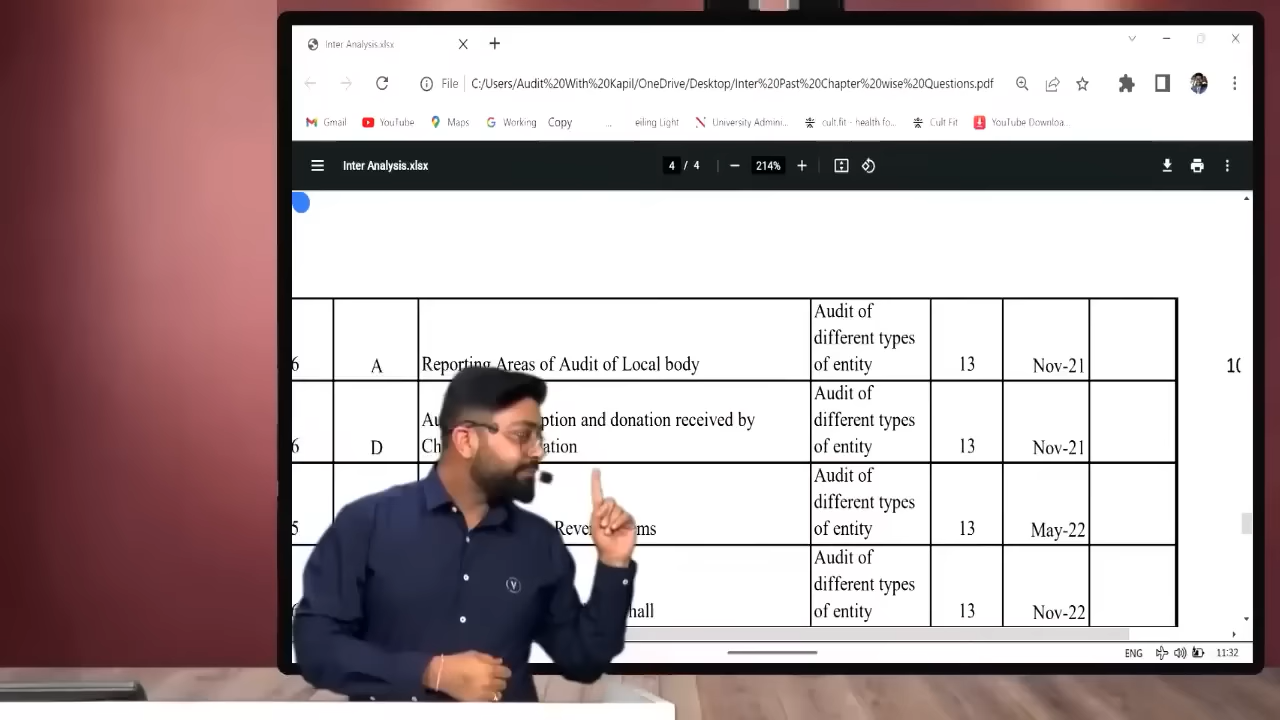 Inter Analysis.xlsx
File C:/Users/Audit%20With%20Kapil/OneDrive/Desktop/Inter%20Past%20Chapter%20wise%20Questions.pdf
Gmail YouTube Maps Working Copy ... eiling Light University Admini... cult.fit - health fo... Cult Fit YouTube Downloa...
Inter Analysis.xlsx 4 / 4 214%
Audit of
different types
6 A Reporting Areas of Audit of Local body of entity 13 Nov-21
Audit of
ption and donation received by different types
6 D ation of entity 13 Nov-21
Audit of
different types
5 of entity 13 May-22
Audit of
different types
hall of entity 13 Nov-22
ENG 11:32
V